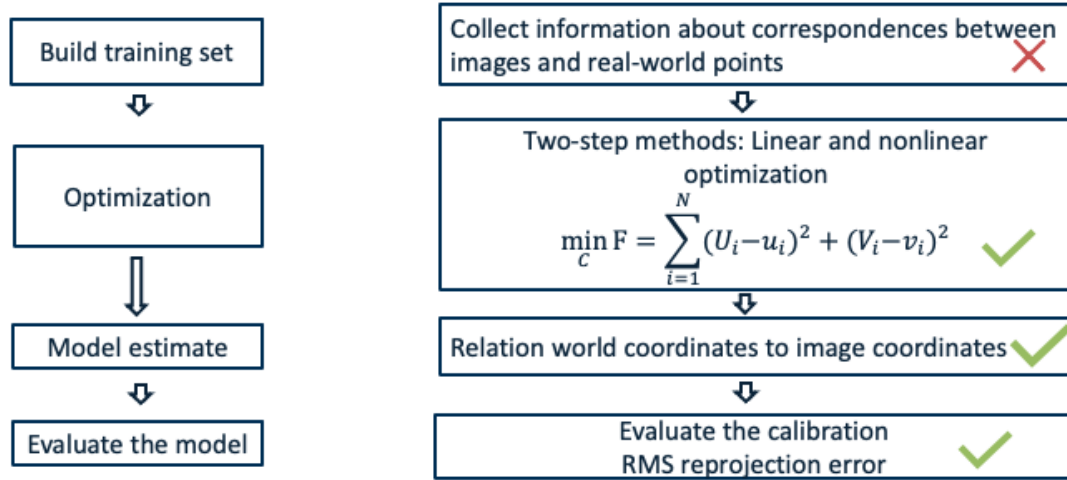 Build training set
Optimization
Model estimate
Evaluate the model
Collect information about correspondences between
images and real-world points
Two-step methods: Linear and nonlinear
optimization
min_C F = ∑_{i=1}^{N} (U_i−u_i)² + (V_i−v_i)²
Relation world coordinates to image coordinates
Evaluate the calibration
RMS reprojection error